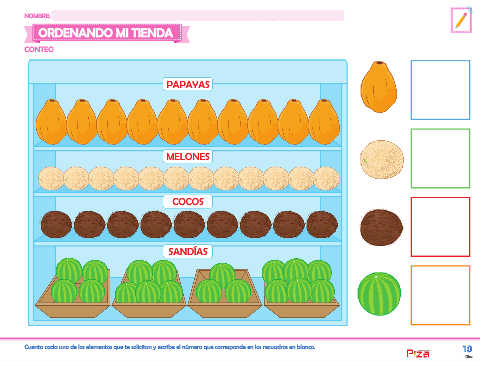 NOMBRE:
ORDENANDO MI TIENDA
CONTEO
PAPAYAS
MELONES
COCOS
SANDÍAS
Cuenta cada uno de los elementos que te solicitan y escribe el número que corresponde en los recuadros en blanco.
18